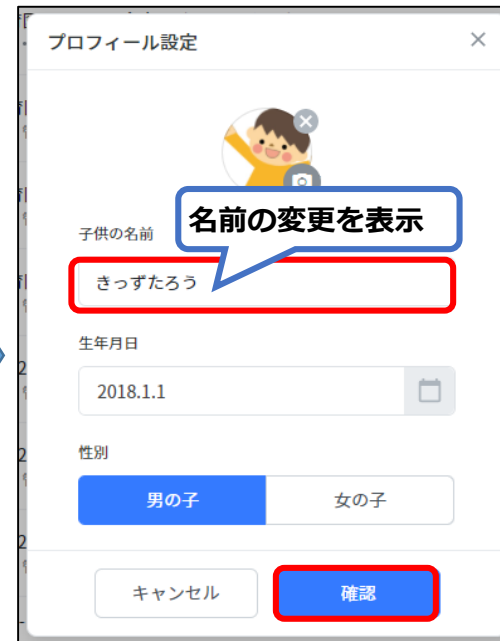 プロフィール設定
名前の変更を表示
子供の名前
きっずたろう
生年月日
2018.1.1
性別
男の子
女の子
キャンセル
確認